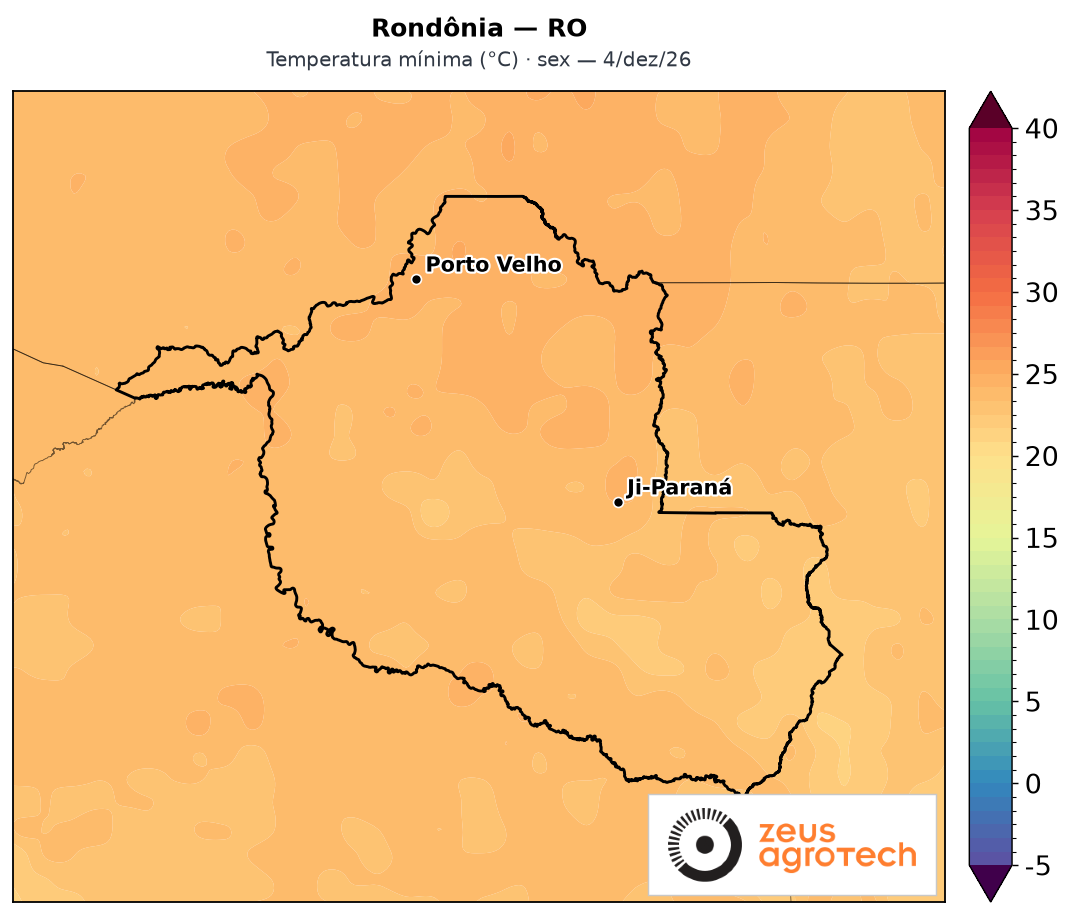 Rondônia — RO
Temperatura mínima (°C) · sex — 4/dez/26
Porto Velho
Ji-Paraná
40
35
30
25
20
15
10
5
0
-5
zeus
agrotech